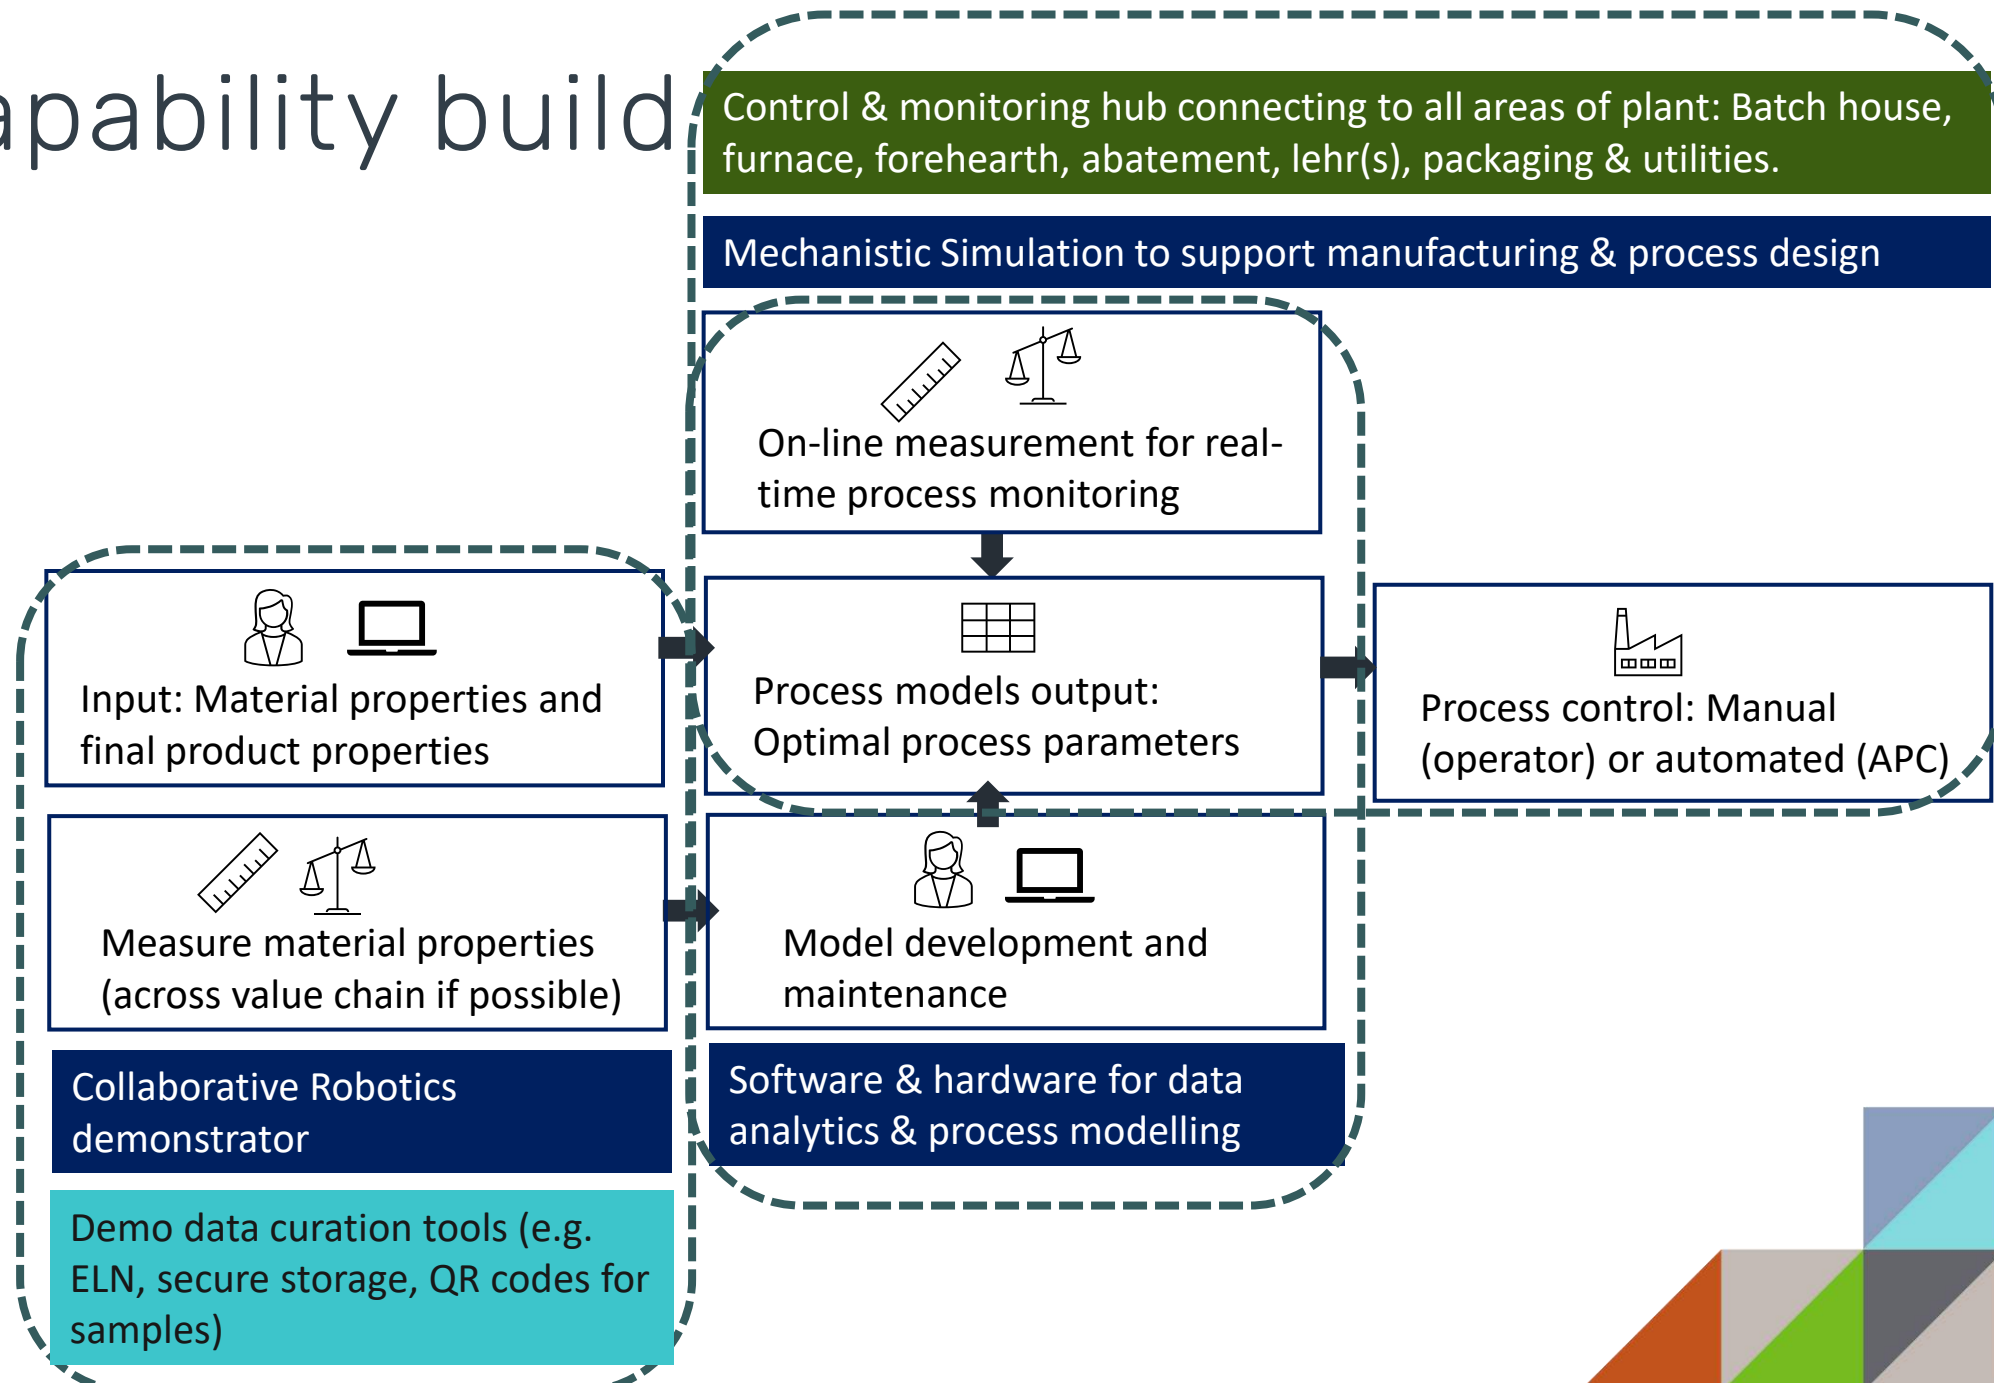 apability build
Control & monitoring hub connecting to all areas of plant: Batch house,
furnace, forehearth, abatement, lehr(s), packaging & utilities.
Mechanistic Simulation to support manufacturing & process design
On-line measurement for real-
time process monitoring
Input: Material properties and
final product properties
Process models output:
Optimal process parameters
Process control: Manual
(operator) or automated (APC)
Measure material properties
(across value chain if possible)
Model development and
maintenance
Collaborative Robotics
demonstrator
Software & hardware for data
analytics & process modelling
Demo data curation tools (e.g.
ELN, secure storage, QR codes for
samples)